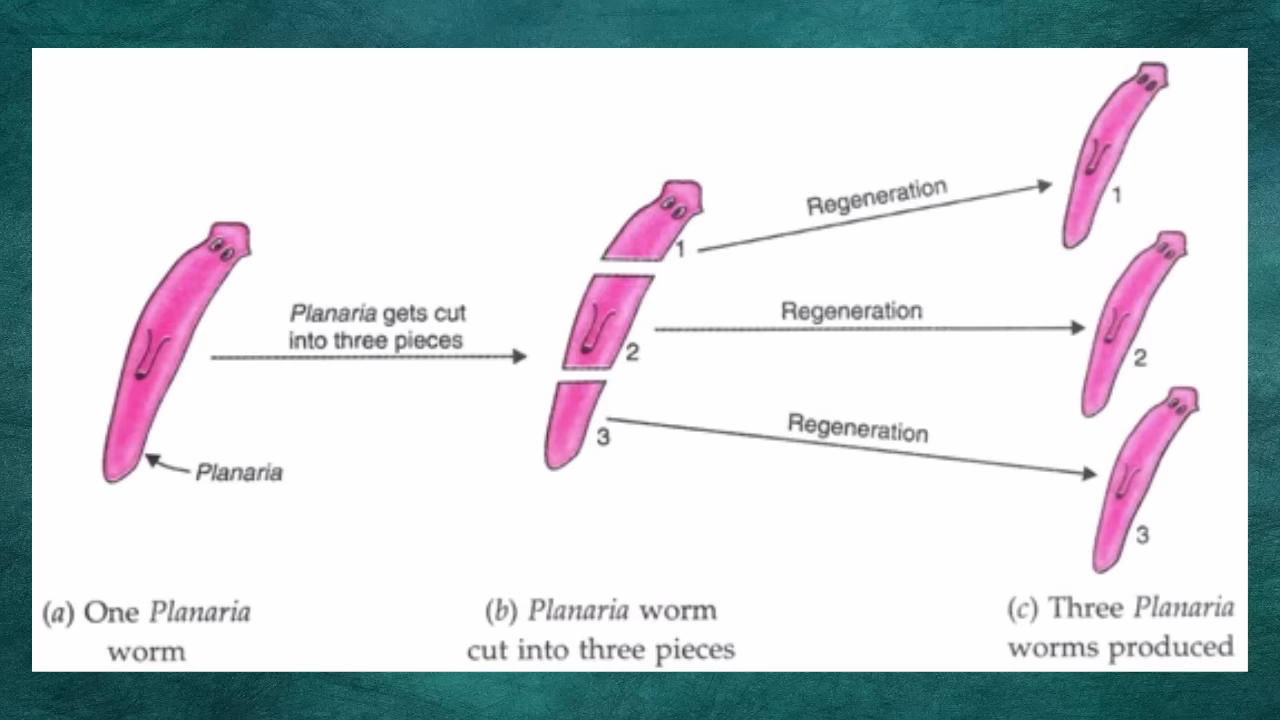 Planaria gets cut
into three pieces
Planaria
1
2
3
Regeneration
Regeneration
Regeneration
1
2
3
(a) One Planaria
worm
(b) Planaria worm
cut into three pieces
(c) Three Planaria
worms produced